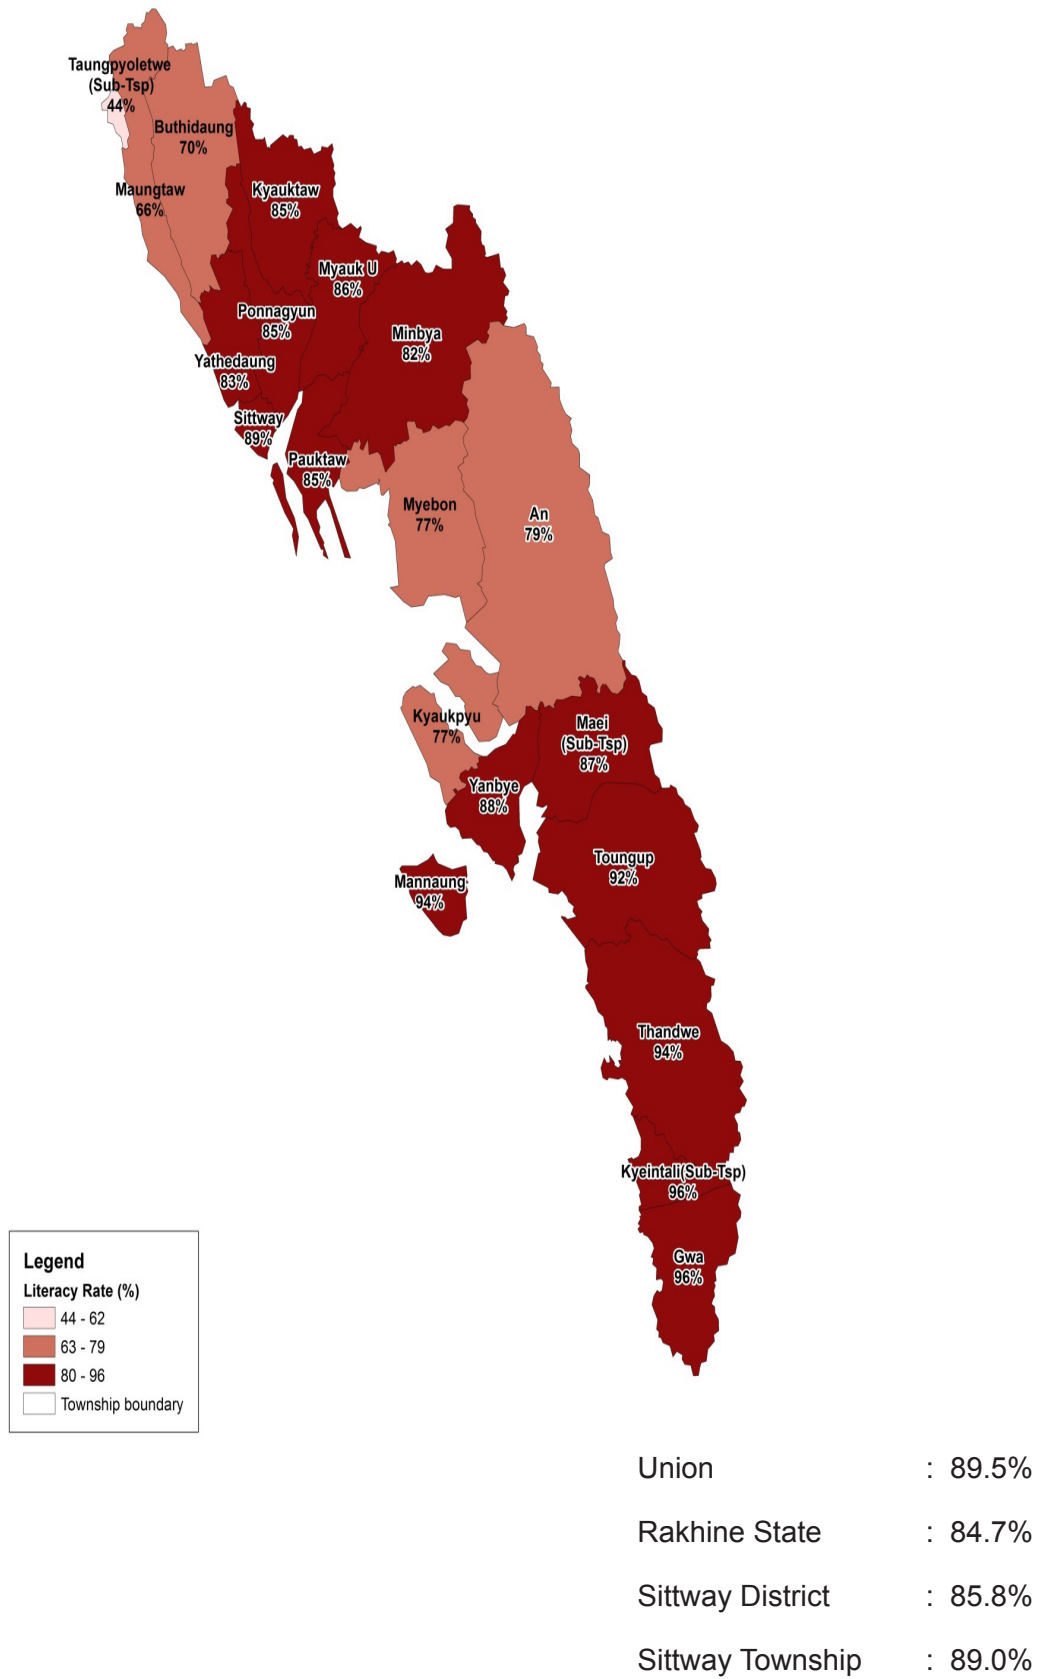 Taungpyoletwe
(Sub-Tsp)
44%
Buthidaung
70%
Maungtaw
66%
Kyauktaw
85%
Myauk U
86%
Ponnagyun
85%
Minbya
82%
Yathedaung
83%
Sittway
89%
Pauktaw
85%
Myebon
77%
An
79%
Kyaukpyu
77%
Maei
(Sub-Tsp)
87%
Yanbye
88%
Toungup
92%
Mannaung
94%
Thandwe
94%
Kyeintali(Sub-Tsp)
96%
Gwa
96%
Legend
Literacy Rate (%)
44 - 62
63 - 79
80 - 96
Township boundary
Union : 89.5%
Rakhine State : 84.7%
Sittway District : 85.8%
Sittway Township : 89.0%